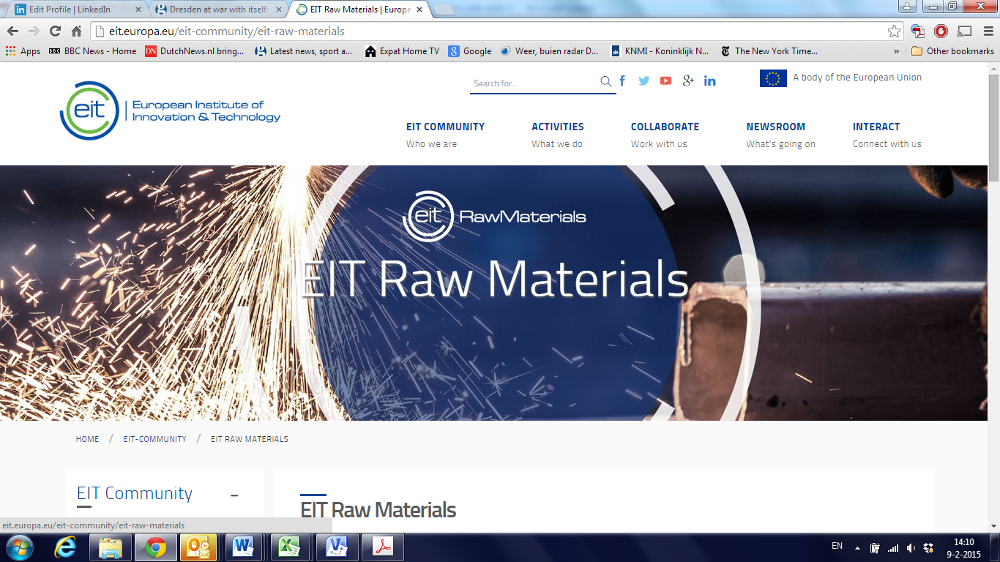 Edit Profile | LinkedIn
Dresden at war with itself:
EIT Raw Materials | Europe
eit.europa.eu/eit-community/eit-raw-materials
Apps
BBC News - Home
DutchNews.nl bring...
Latest news, sport a...
Expat Home TV
Google
Weer, buien radar D...
KNMI - Koninklijk N...
The New York Time...
»
Other bookmarks
eit
European Institute of
Innovation & Technology
Search for...
A body of the European Union
EIT COMMUNITY
Who we are
ACTIVITIES
What we do
COLLABORATE
Work with us
NEWSROOM
What's going on
INTERACT
Connect with us
eit RawMaterials
EIT Raw Materials
HOME / EIT-COMMUNITY / EIT RAW MATERIALS
EIT Community
EIT Raw Materials
eit.europa.eu/eit-community/eit-raw-materials
EN
14:10
9-2-2015